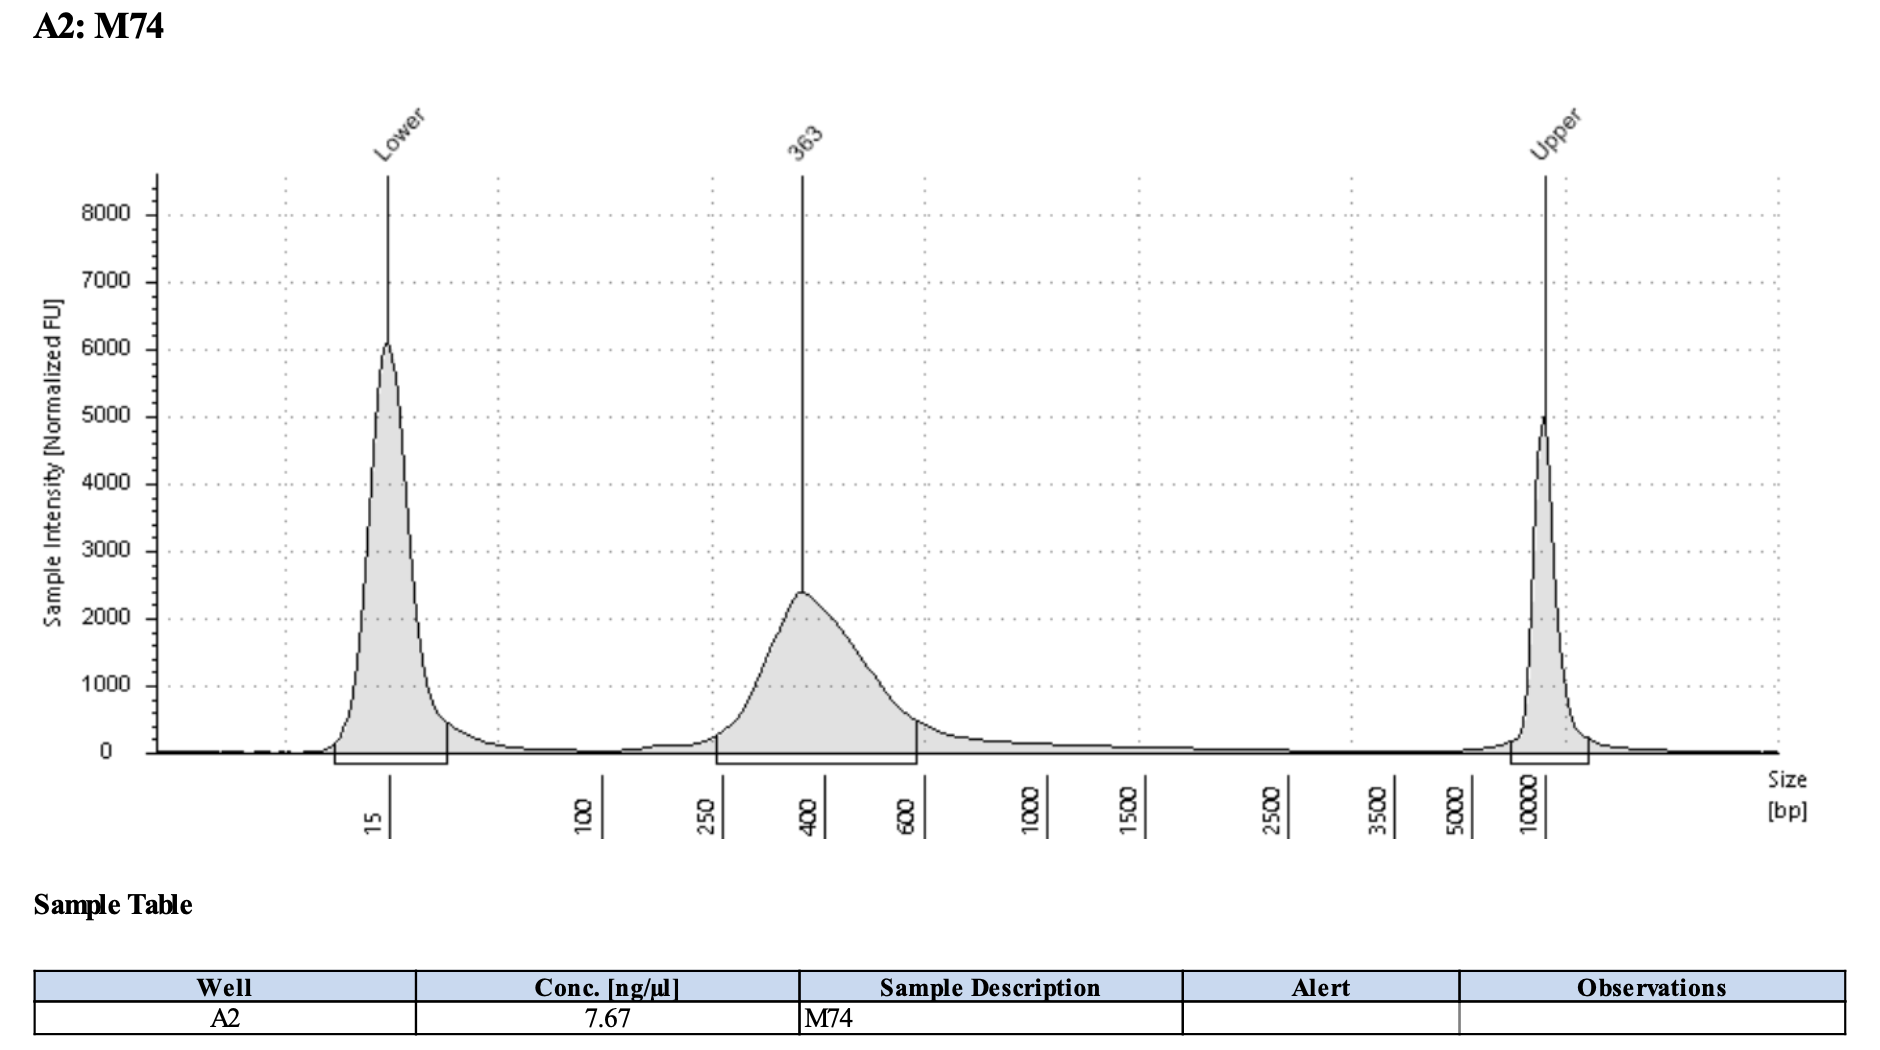 A2: M74
Lower
363
Upper
Sample Intensity [Normalized FU]
8000
7000
6000
5000
4000
3000
2000
1000
0
15
100
250
400
600
1000
1500
2500
3500
5000
10000
Size
[bp]
Sample Table
Well Conc. [ng/µl] Sample Description Alert Observations
A2 7.67 M74